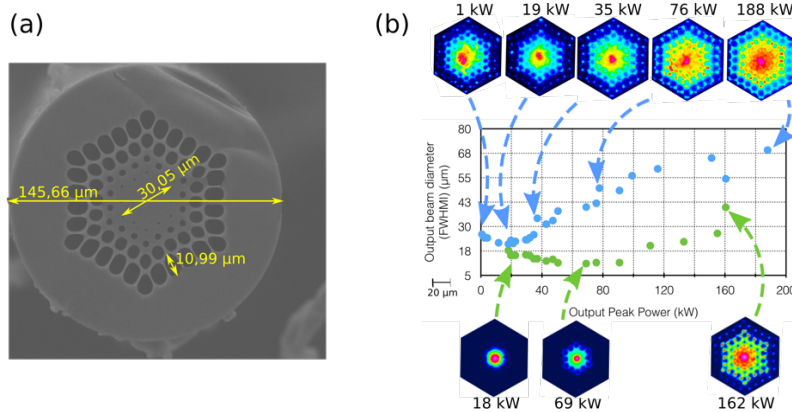 (a)
145,66 µm
30,05 µm
10,99 µm
(b)
1 kW 19 kW 35 kW 76 kW 188 kW
Output beam diameter
(FWHMI) (µm)
80
68
55
43
30
18
5
20 µm
0 40 80 120 160 200
Output Peak Power (kW)
18 kW 69 kW 162 kW